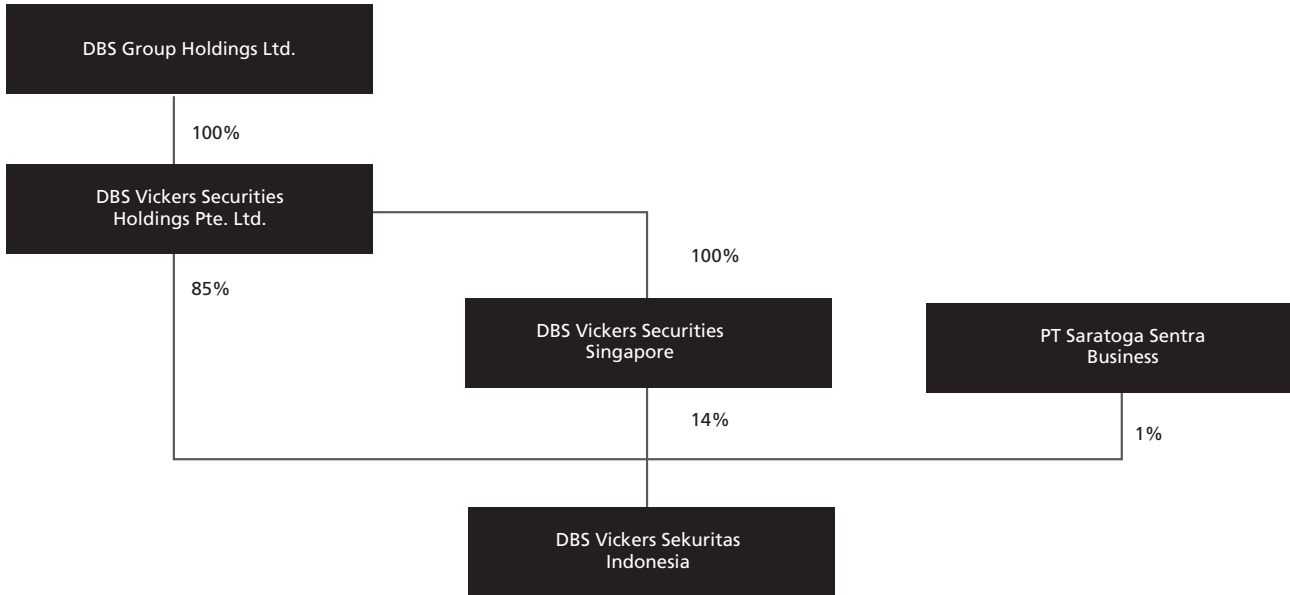 DBS Group Holdings Ltd.
100%
DBS Vickers Securities
Holdings Pte. Ltd.
100%
85%
DBS Vickers Securities
Singapore
PT Saratoga Sentra
Business
14%
1%
DBS Vickers Sekuritas
Indonesia